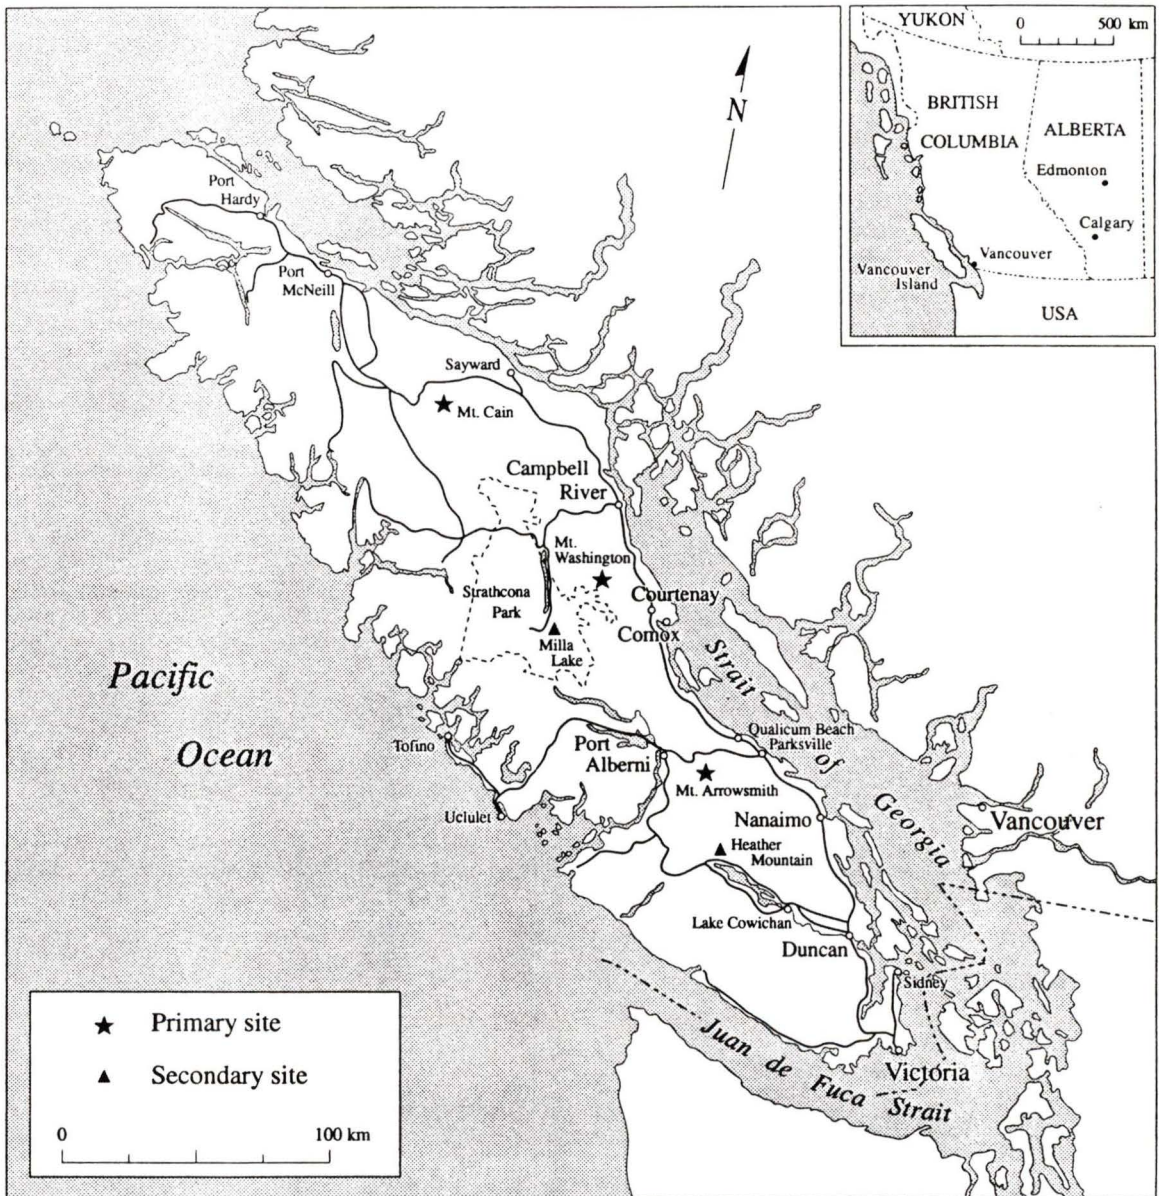 YUKON
0 500 km
BRITISH
COLUMBIA
ALBERTA
Edmonton
Calgary
Vancouver
Vancouver
Island
USA
N
Port
Hardy
Port
McNeill
Sayward
Mt. Cain
Campbell
River
Mt.
Washington
Strathcona
Park
Courtenay
Comox
Milla
Lake
Strait
of
Georgia
Pacific
Ocean
Tofino
Port
Alberni
Qualicum Beach
Parksville
Mt. Arrowsmith
Uclulet
Nanaimo
Vancouver
Heather
Mountain
Lake Cowichan
Duncan
Sidney
Victoria
Juan de Fuca Strait
Primary site
Secondary site
0 100 km